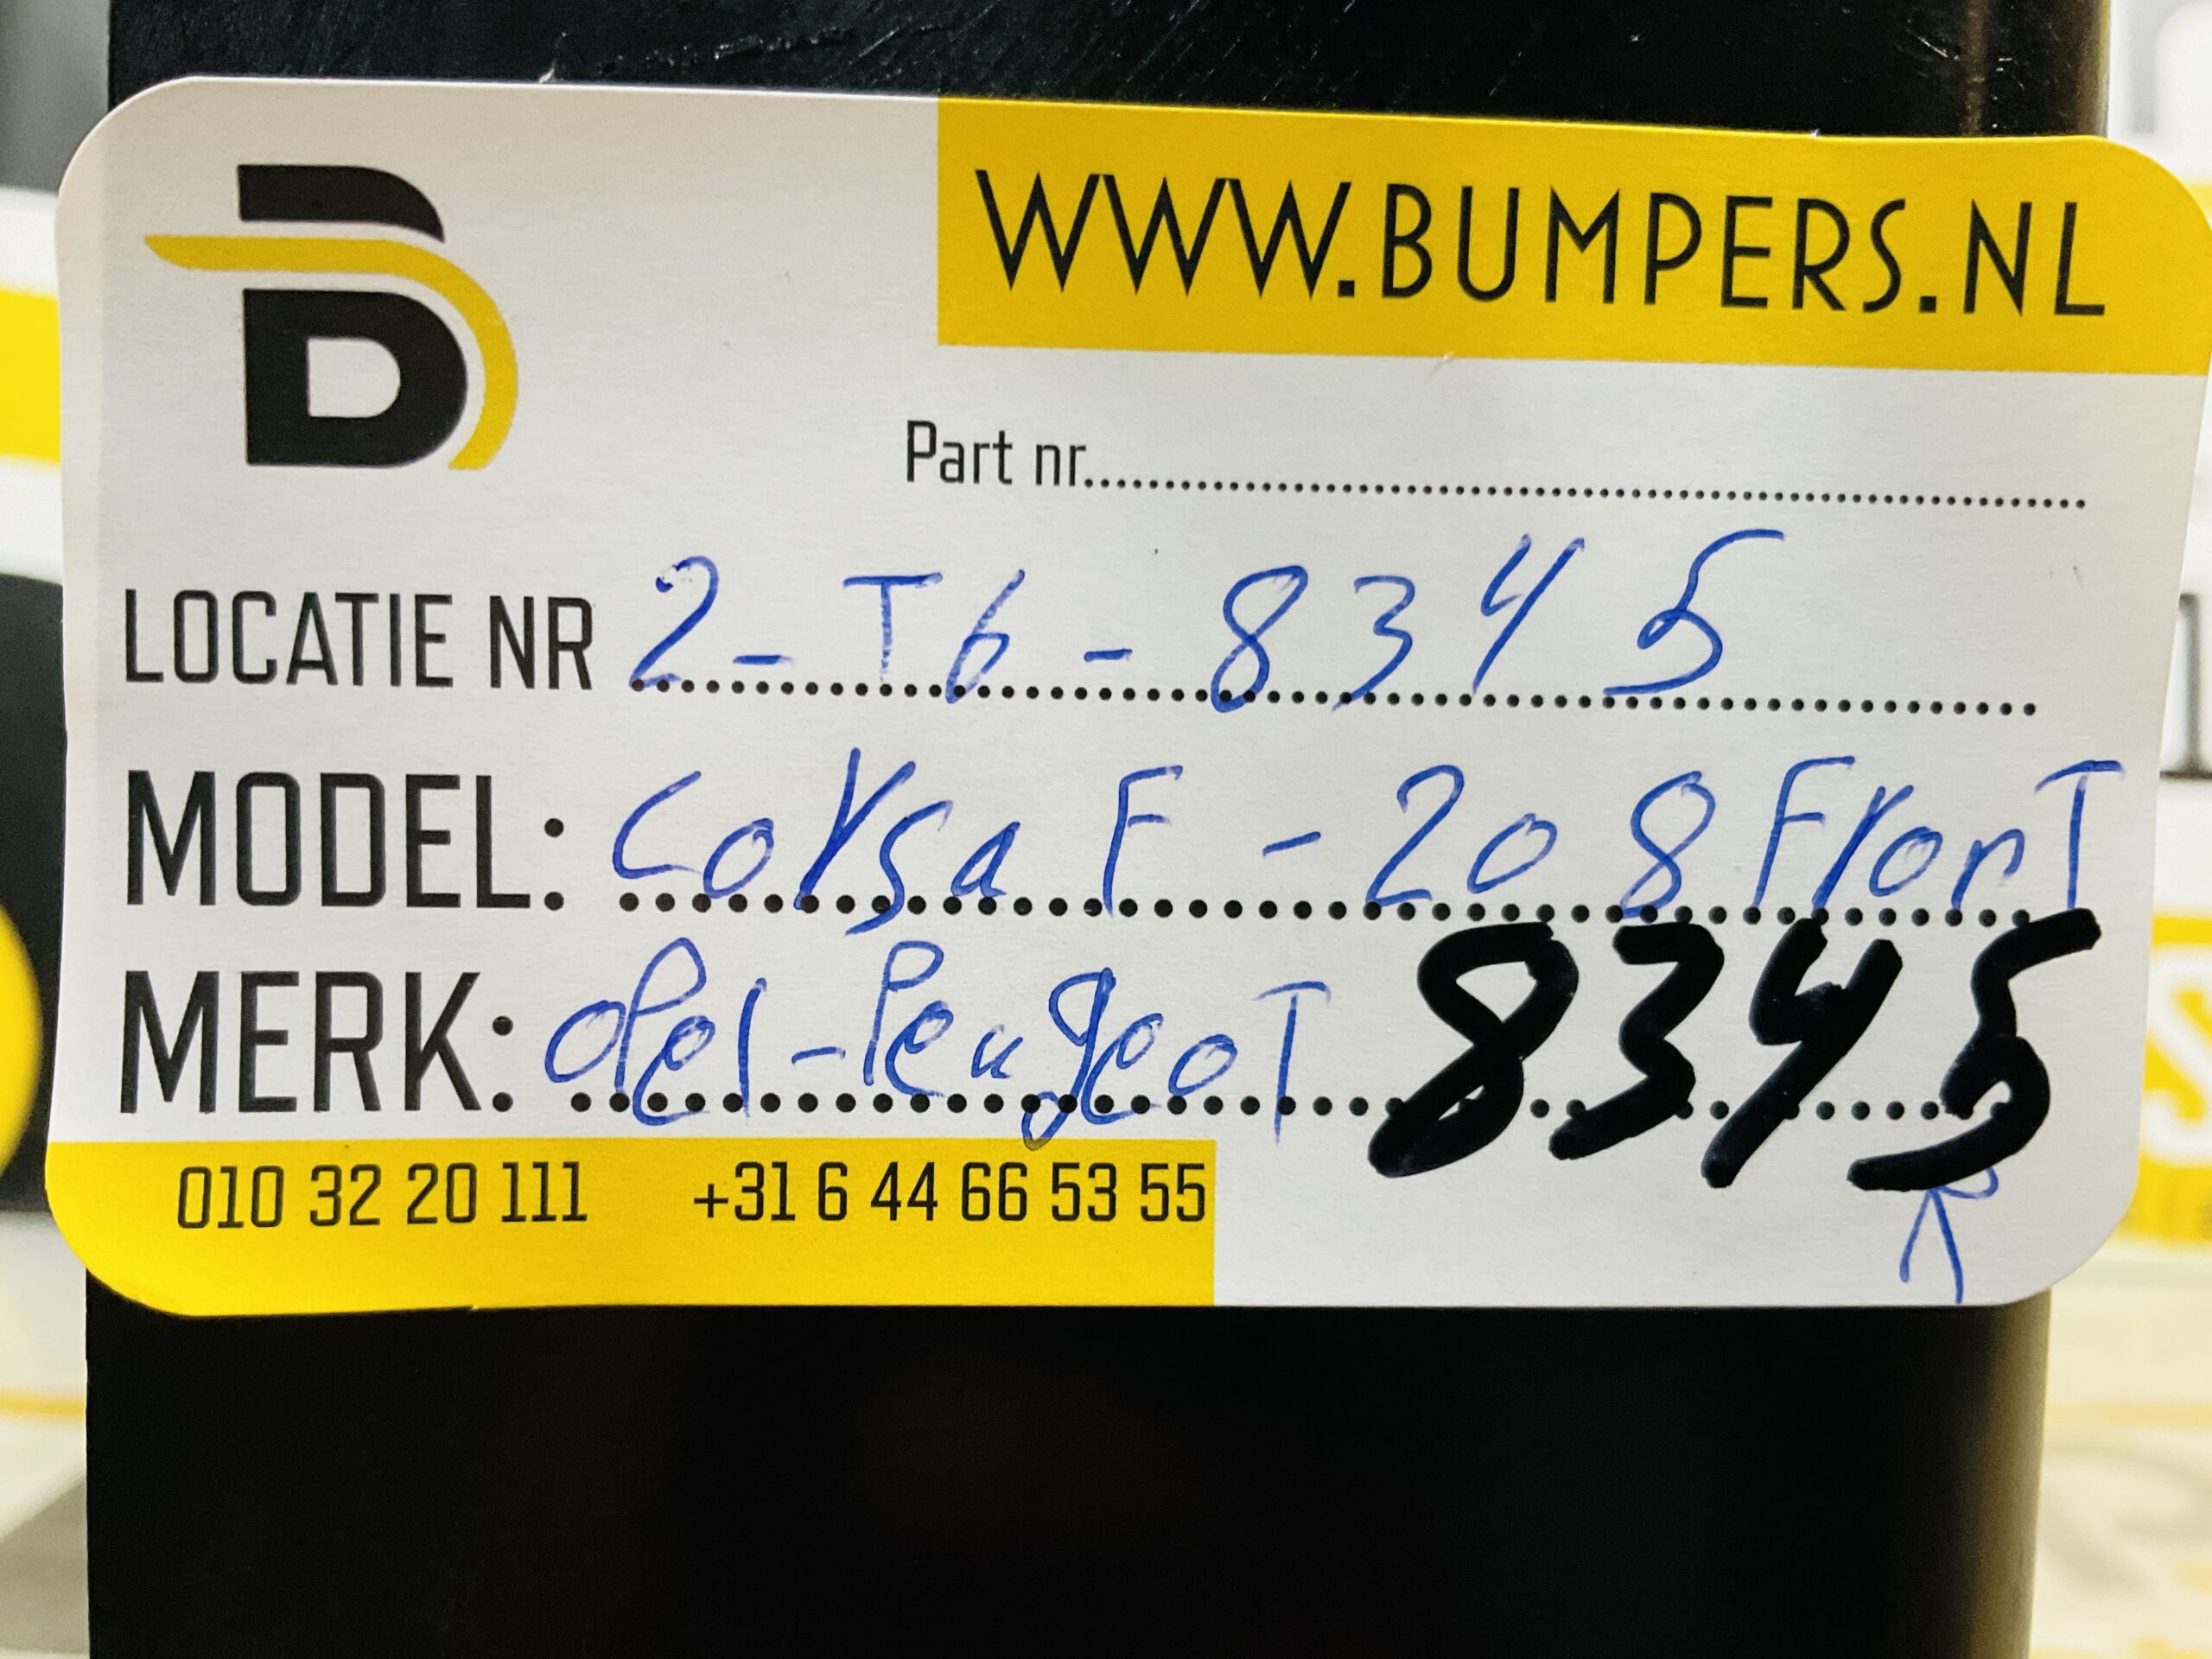 WWW.BUMPERS.NL
Part nr.
LOCATIE NR 2-T6-8345
MODEL: Corsa F - 208 FronT
MERK: oPel-PeugeoT 8345
R
010 32 20 111 +31 6 44 66 53 55